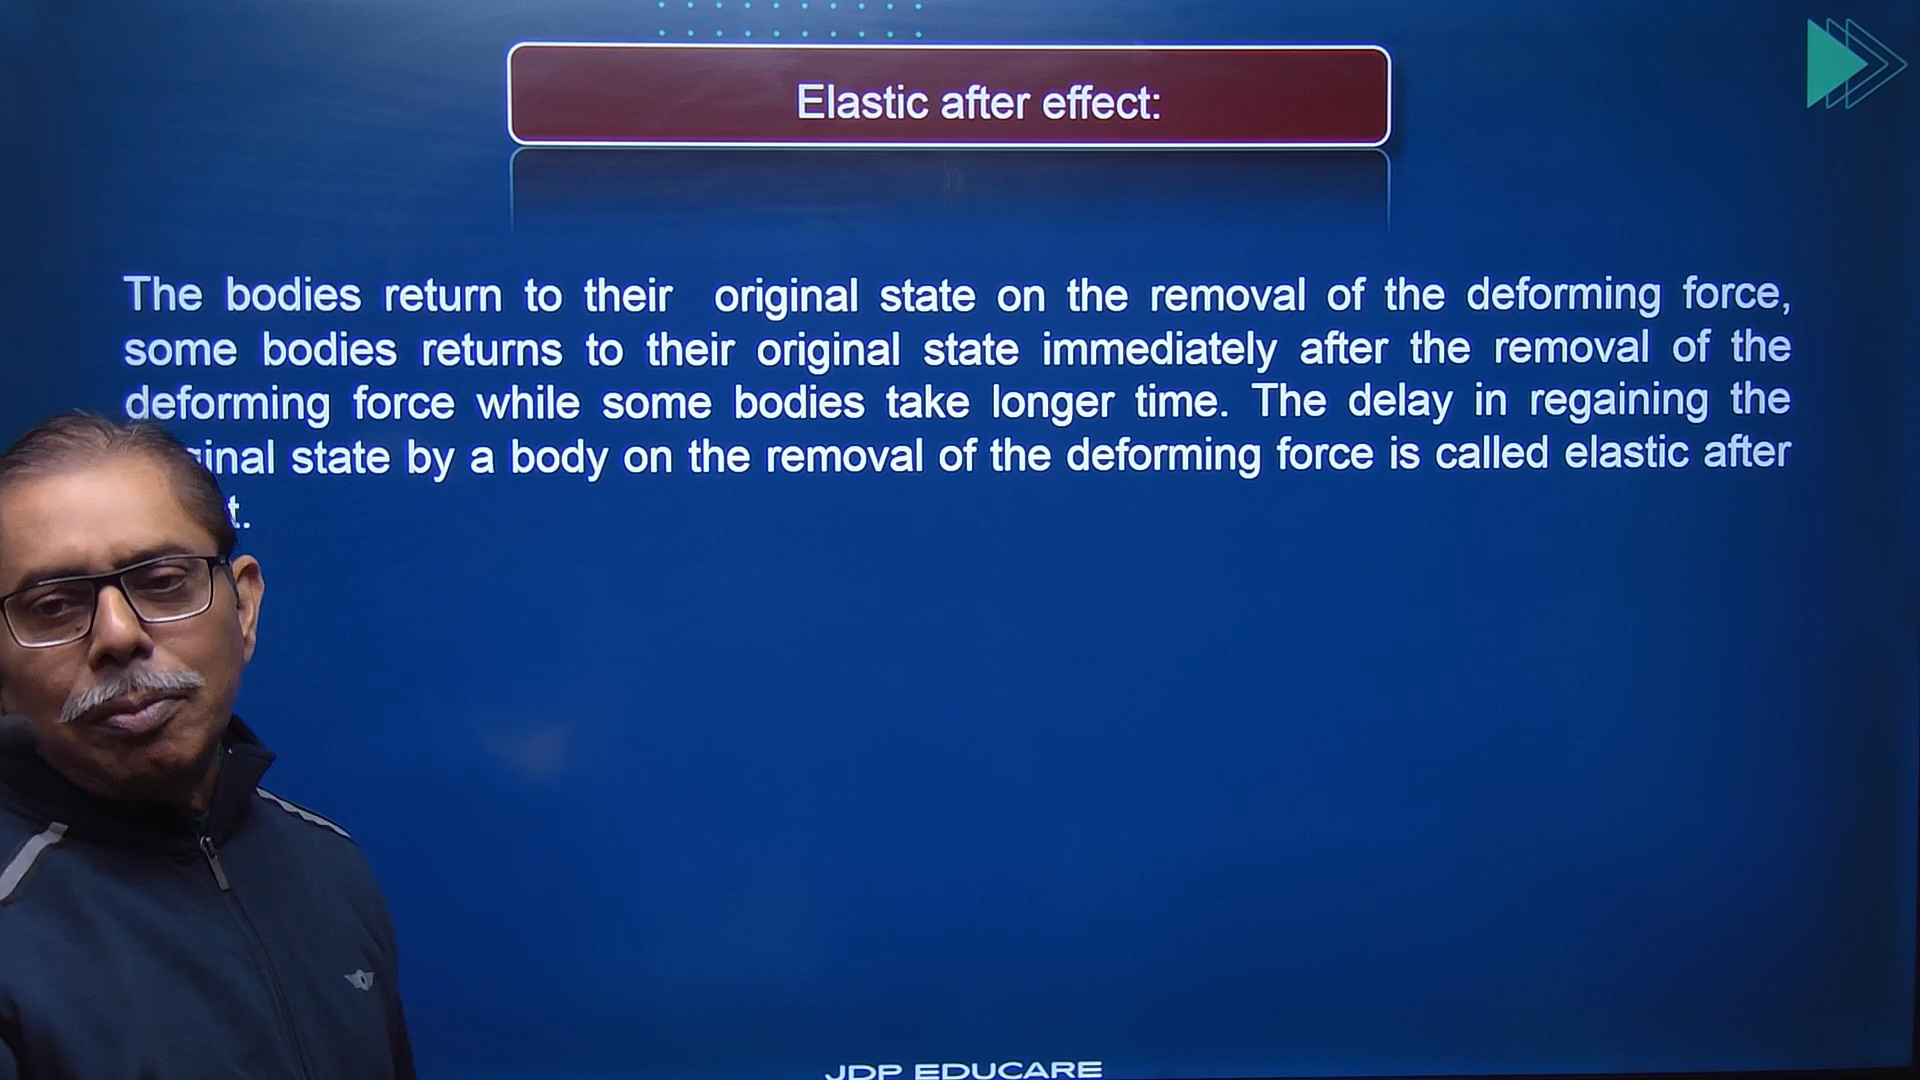 Elastic after effect:
The bodies return to their original state on the removal of the deforming force,
some bodies returns to their original state immediately after the removal of the
deforming force while some bodies take longer time. The delay in regaining the
state by a body on the removal of the deforming force is called elastic after
JDP EDUCARE